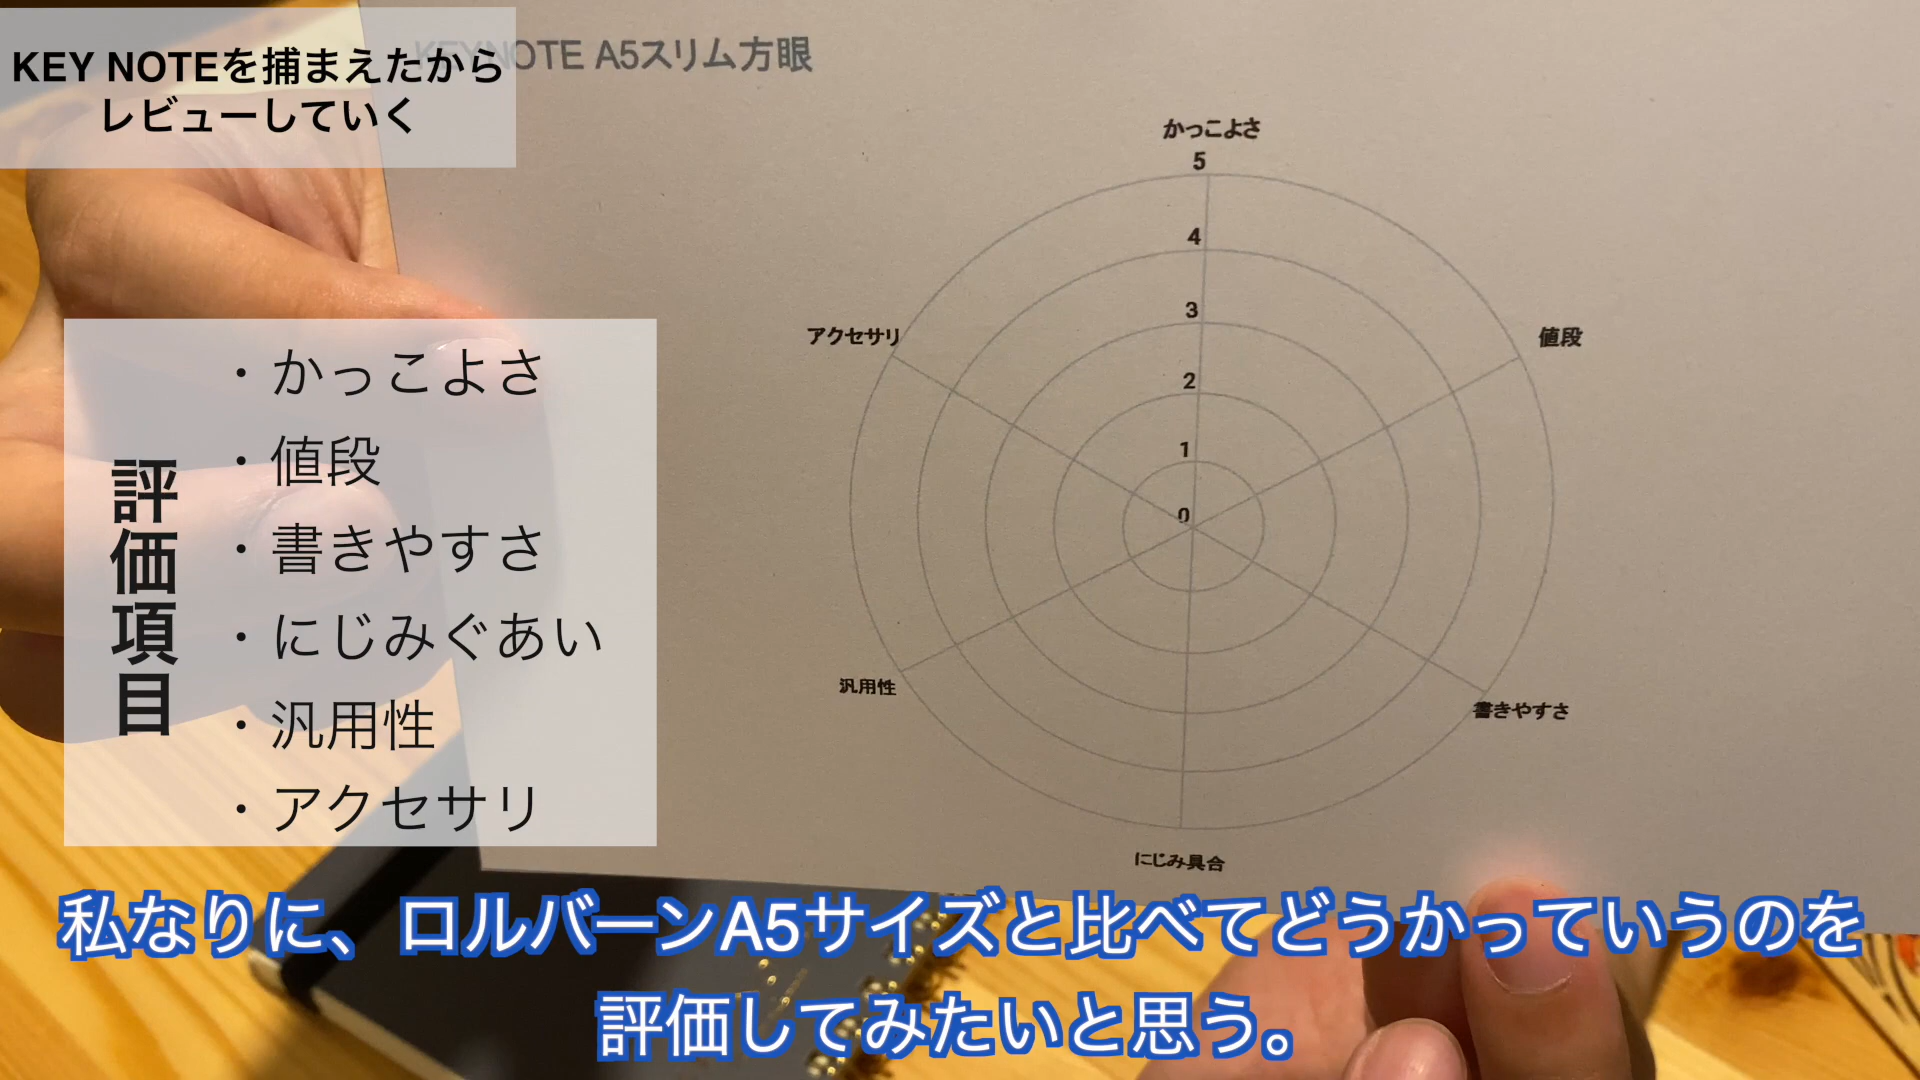 KEY NOTEを捕まえたから
レビューしていく
KEYNOTE A5スリム方眼
かっこよさ
5
4
3
2
1
0
アクセサリ
値段
汎用性
書きやすさ
にじみ具合
評価項目
・かっこよさ
・値段
・書きやすさ
・にじみぐあい
・汎用性
・アクセサリ
私なりに、ロルバーンA5サイズと比べてどうかっていうのを
評価してみたいと思う。